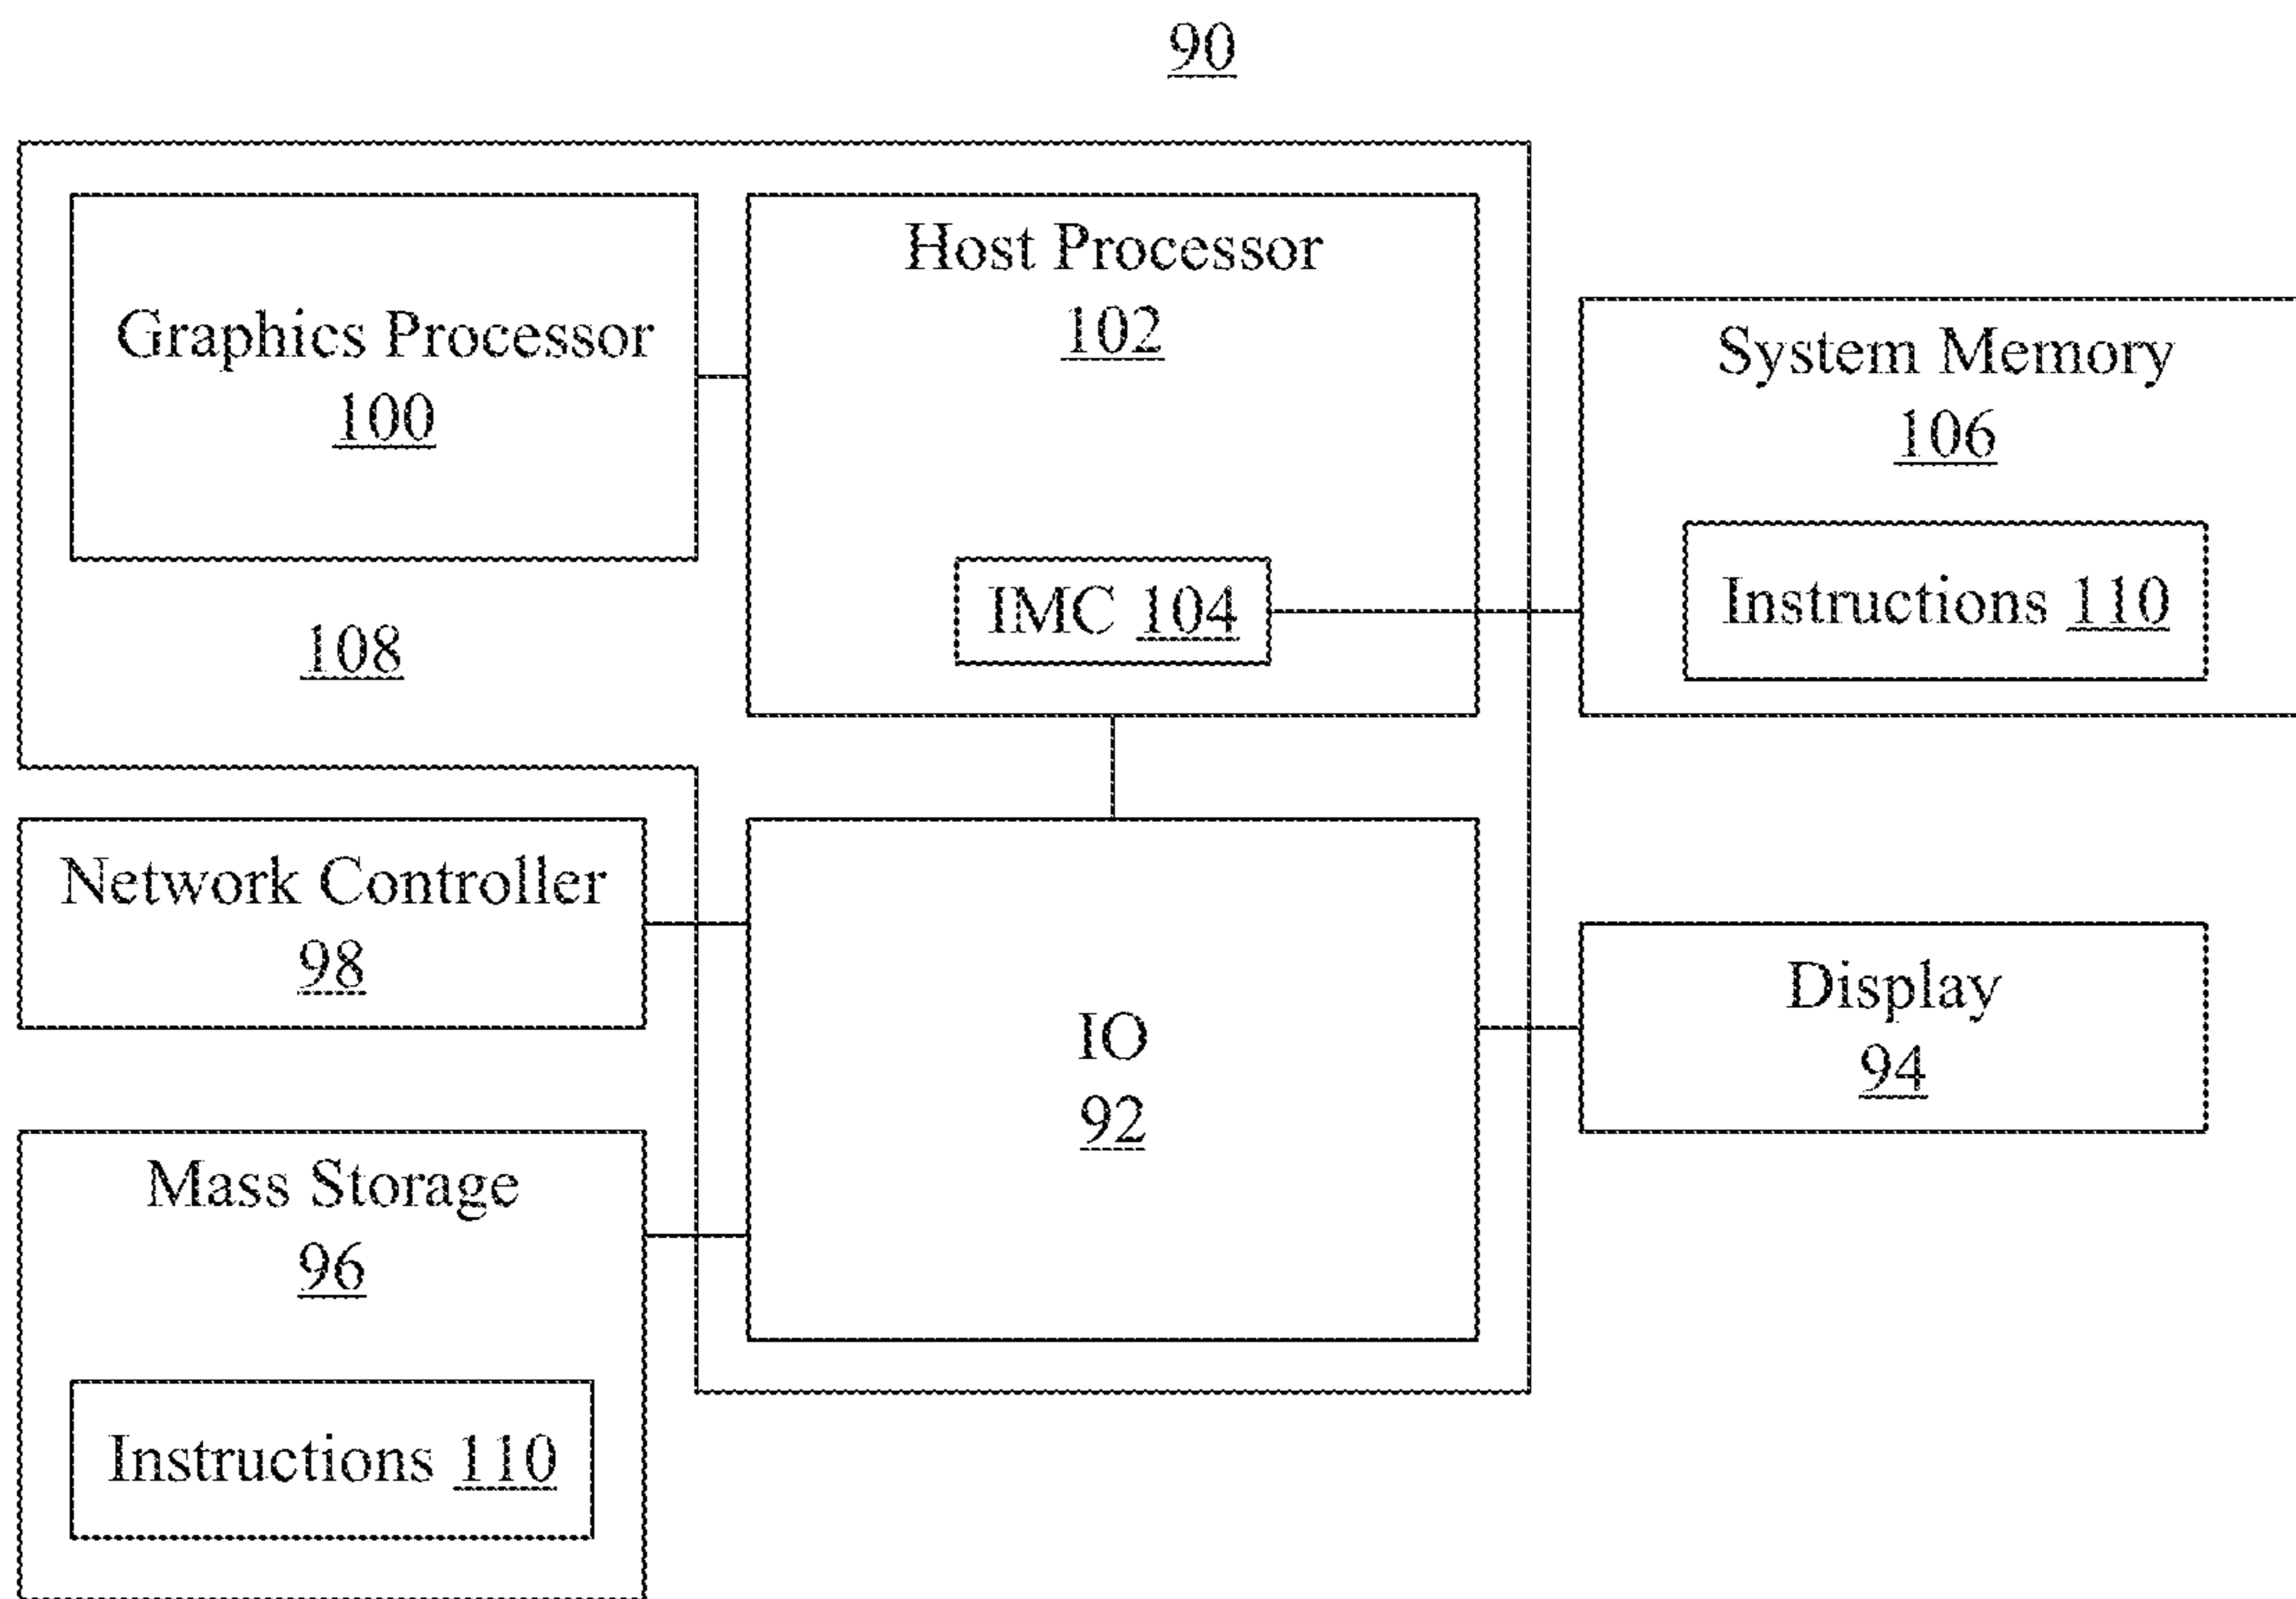 90
Graphics Processor
100
Host Processor
102
IMC 104
108
System Memory
106
Instructions 110
Network Controller
98
IO
92
Display
94
Mass Storage
96
Instructions 110